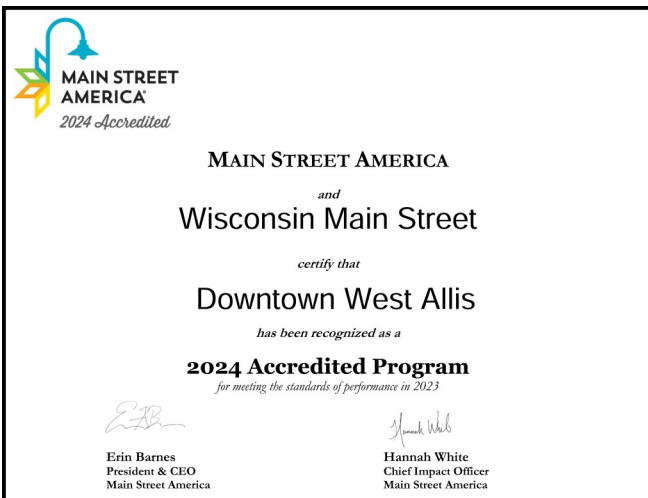 MAIN STREET
AMERICA
2024 Accredited
MAIN STREET AMERICA
and
Wisconsin Main Street
certify that
Downtown West Allis
has been recognized as a
2024 Accredited Program
for meeting the standards of performance in 2023
Erin Barnes
President & CEO
Main Street America
Hannah White
Chief Impact Officer
Main Street America